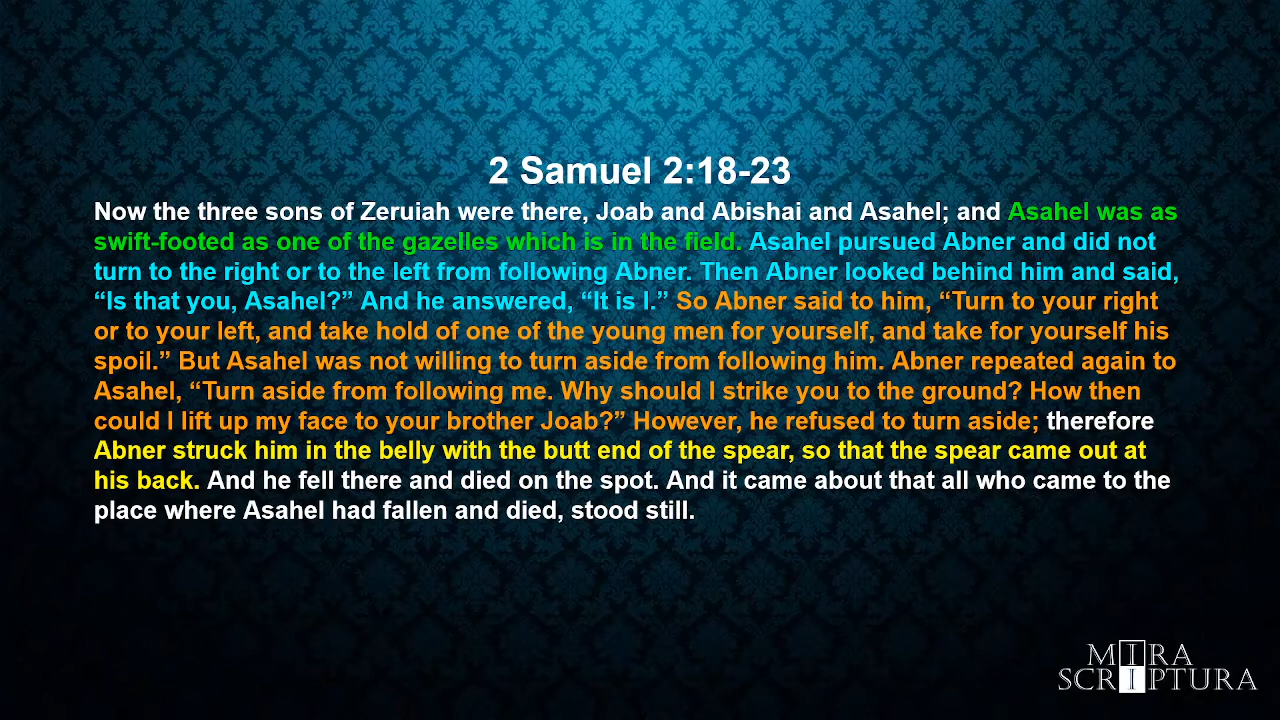 2 Samuel 2:18-23
Now the three sons of Zeruiah were there, Joab and Abishai and Asahel; and Asahel was as
swift-footed as one of the gazelles which is in the field. Asahel pursued Abner and did not
turn to the right or to the left from following Abner. Then Abner looked behind him and said,
“Is that you, Asahel?” And he answered, “It is I.” So Abner said to him, “Turn to your right
or to your left, and take hold of one of the young men for yourself, and take for yourself his
spoil.” But Asahel was not willing to turn aside from following him. Abner repeated again to
Asahel, “Turn aside from following me. Why should I strike you to the ground? How then
could I lift up my face to your brother Joab?” However, he refused to turn aside; therefore
Abner struck him in the belly with the butt end of the spear, so that the spear came out at
his back. And he fell there and died on the spot. And it came about that all who came to the
place where Asahel had fallen and died, stood still.
MIRA
SCRIPTURA